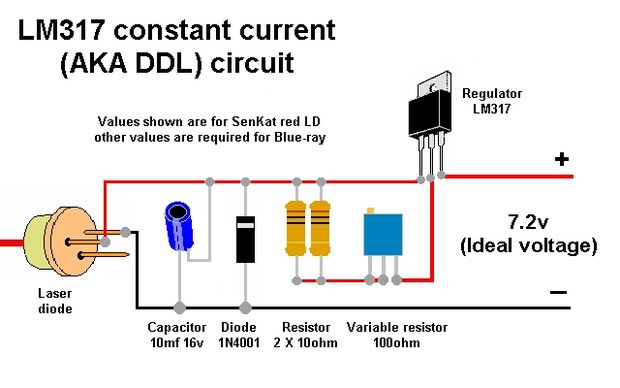 LM317 constant current
(AKA DDL) circuit
Values shown are for SenKat red LD
other values are required for Blue-ray
Regulator
LM317
+
7.2v
(Ideal voltage)
–
Laser
diode
Capacitor
10mf 16v
Diode
1N4001
Resistor
2 X 10ohm
Variable resistor
100ohm